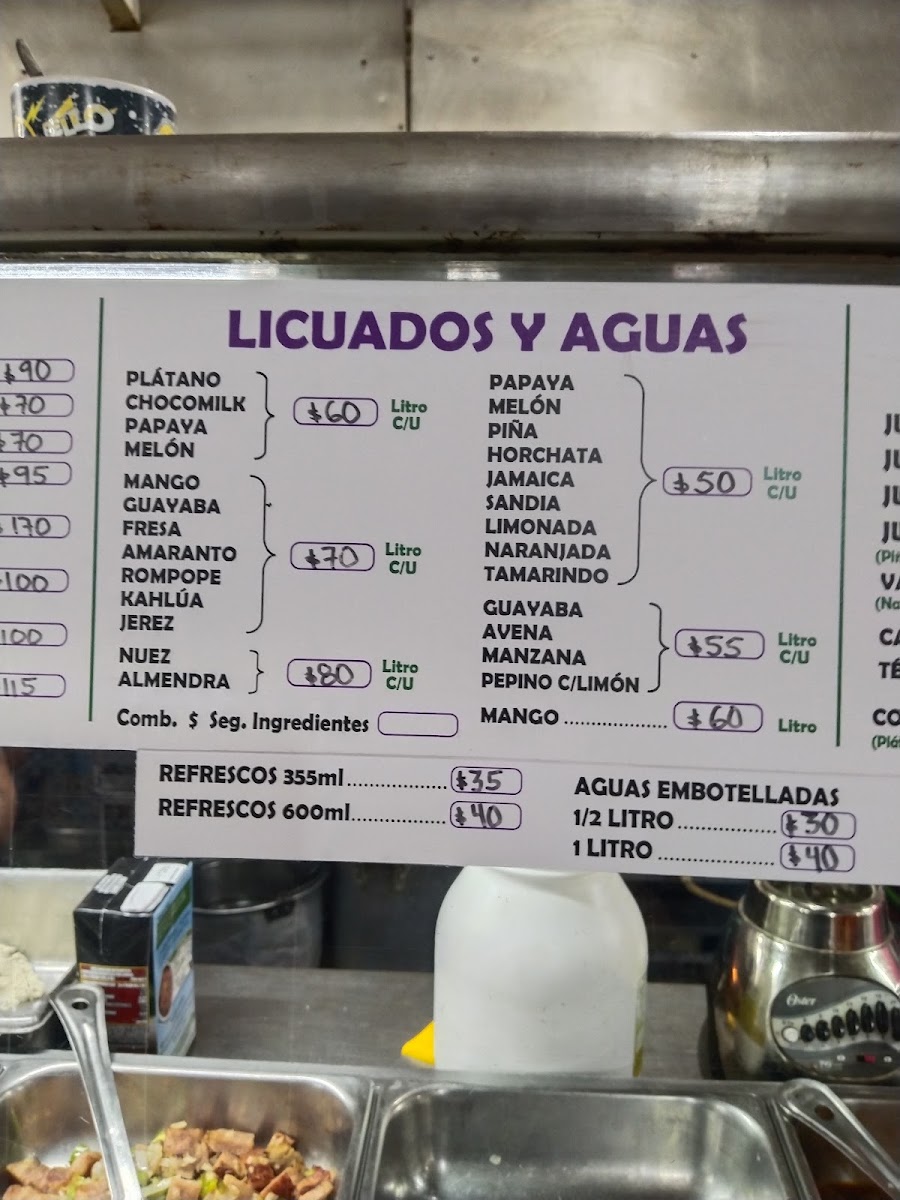 LICUADOS Y AGUAS
$90
$70
$70
$95
$170
100
100
115
PLÁTANO
CHOCOMILK
PAPAYA
MELÓN
$60 Litro
C/U
MANGO
GUAYABA
FRESA
AMARANTO
ROMPOPE
KAHLÚA
JEREZ
$70 Litro
C/U
NUEZ
ALMENDRA
$80 Litro
C/U
Comb. $ Seg. Ingredientes
PAPAYA
MELÓN
PIÑA
HORCHATA
JAMAICA
SANDIA
LIMONADA
NARANJADA
TAMARINDO
$50 Litro
C/U
GUAYABA
AVENA
MANZANA
PEPINO C/LIMÓN
$55 Litro
C/U
MANGO.................. $60 Litro
REFRESCOS 355ml.................. $35
REFRESCOS 600ml................. $40
AGUAS EMBOTELLADAS
1/2 LITRO................. $30
1 LITRO .................... $40
Oster